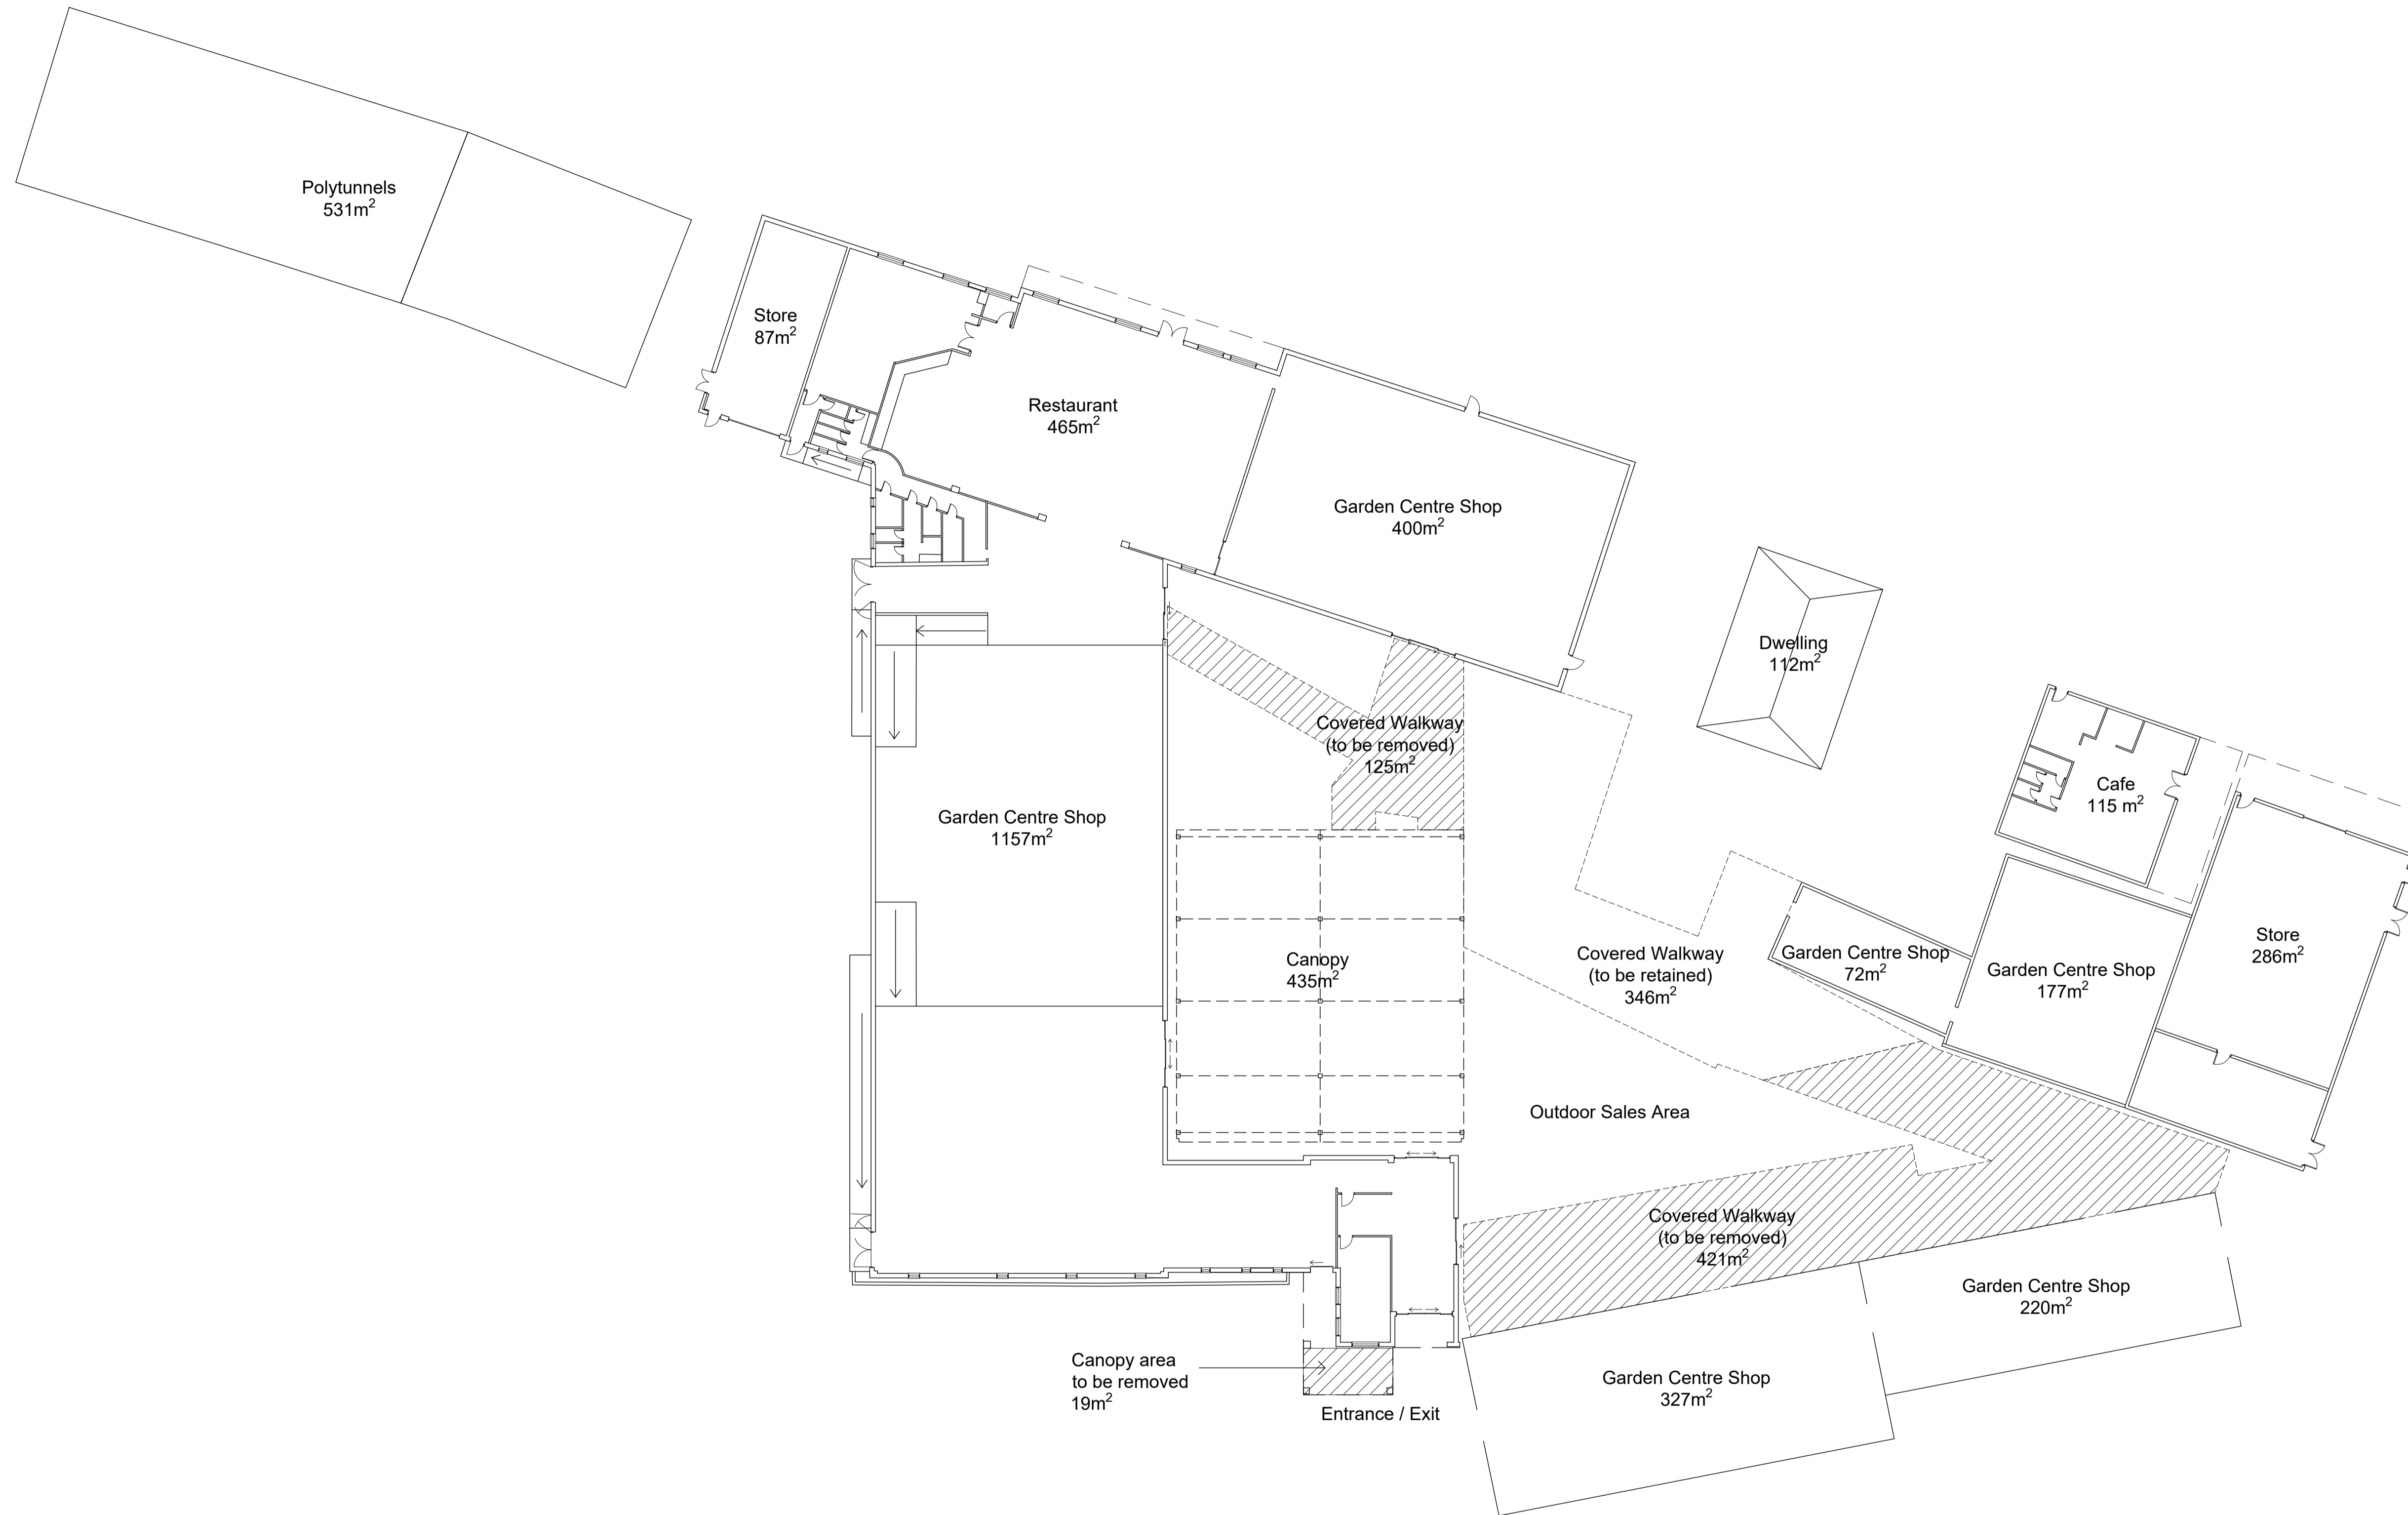 Polytunnels
531m²
Store
87m²
Restaurant
465m²
Garden Centre Shop
400m²
Dwelling
112m²
Covered Walkway
(to be removed)
125m²
Cafe
115 m²
Garden Centre Shop
1157m²
Canopy
435m²
Covered Walkway
(to be retained)
346m²
Garden Centre Shop
72m²
Garden Centre Shop
177m²
Store
286m²
Outdoor Sales Area
Covered Walkway
(to be removed)
421m²
Garden Centre Shop
220m²
Canopy area
to be removed
19m²
Garden Centre Shop
327m²
Entrance / Exit